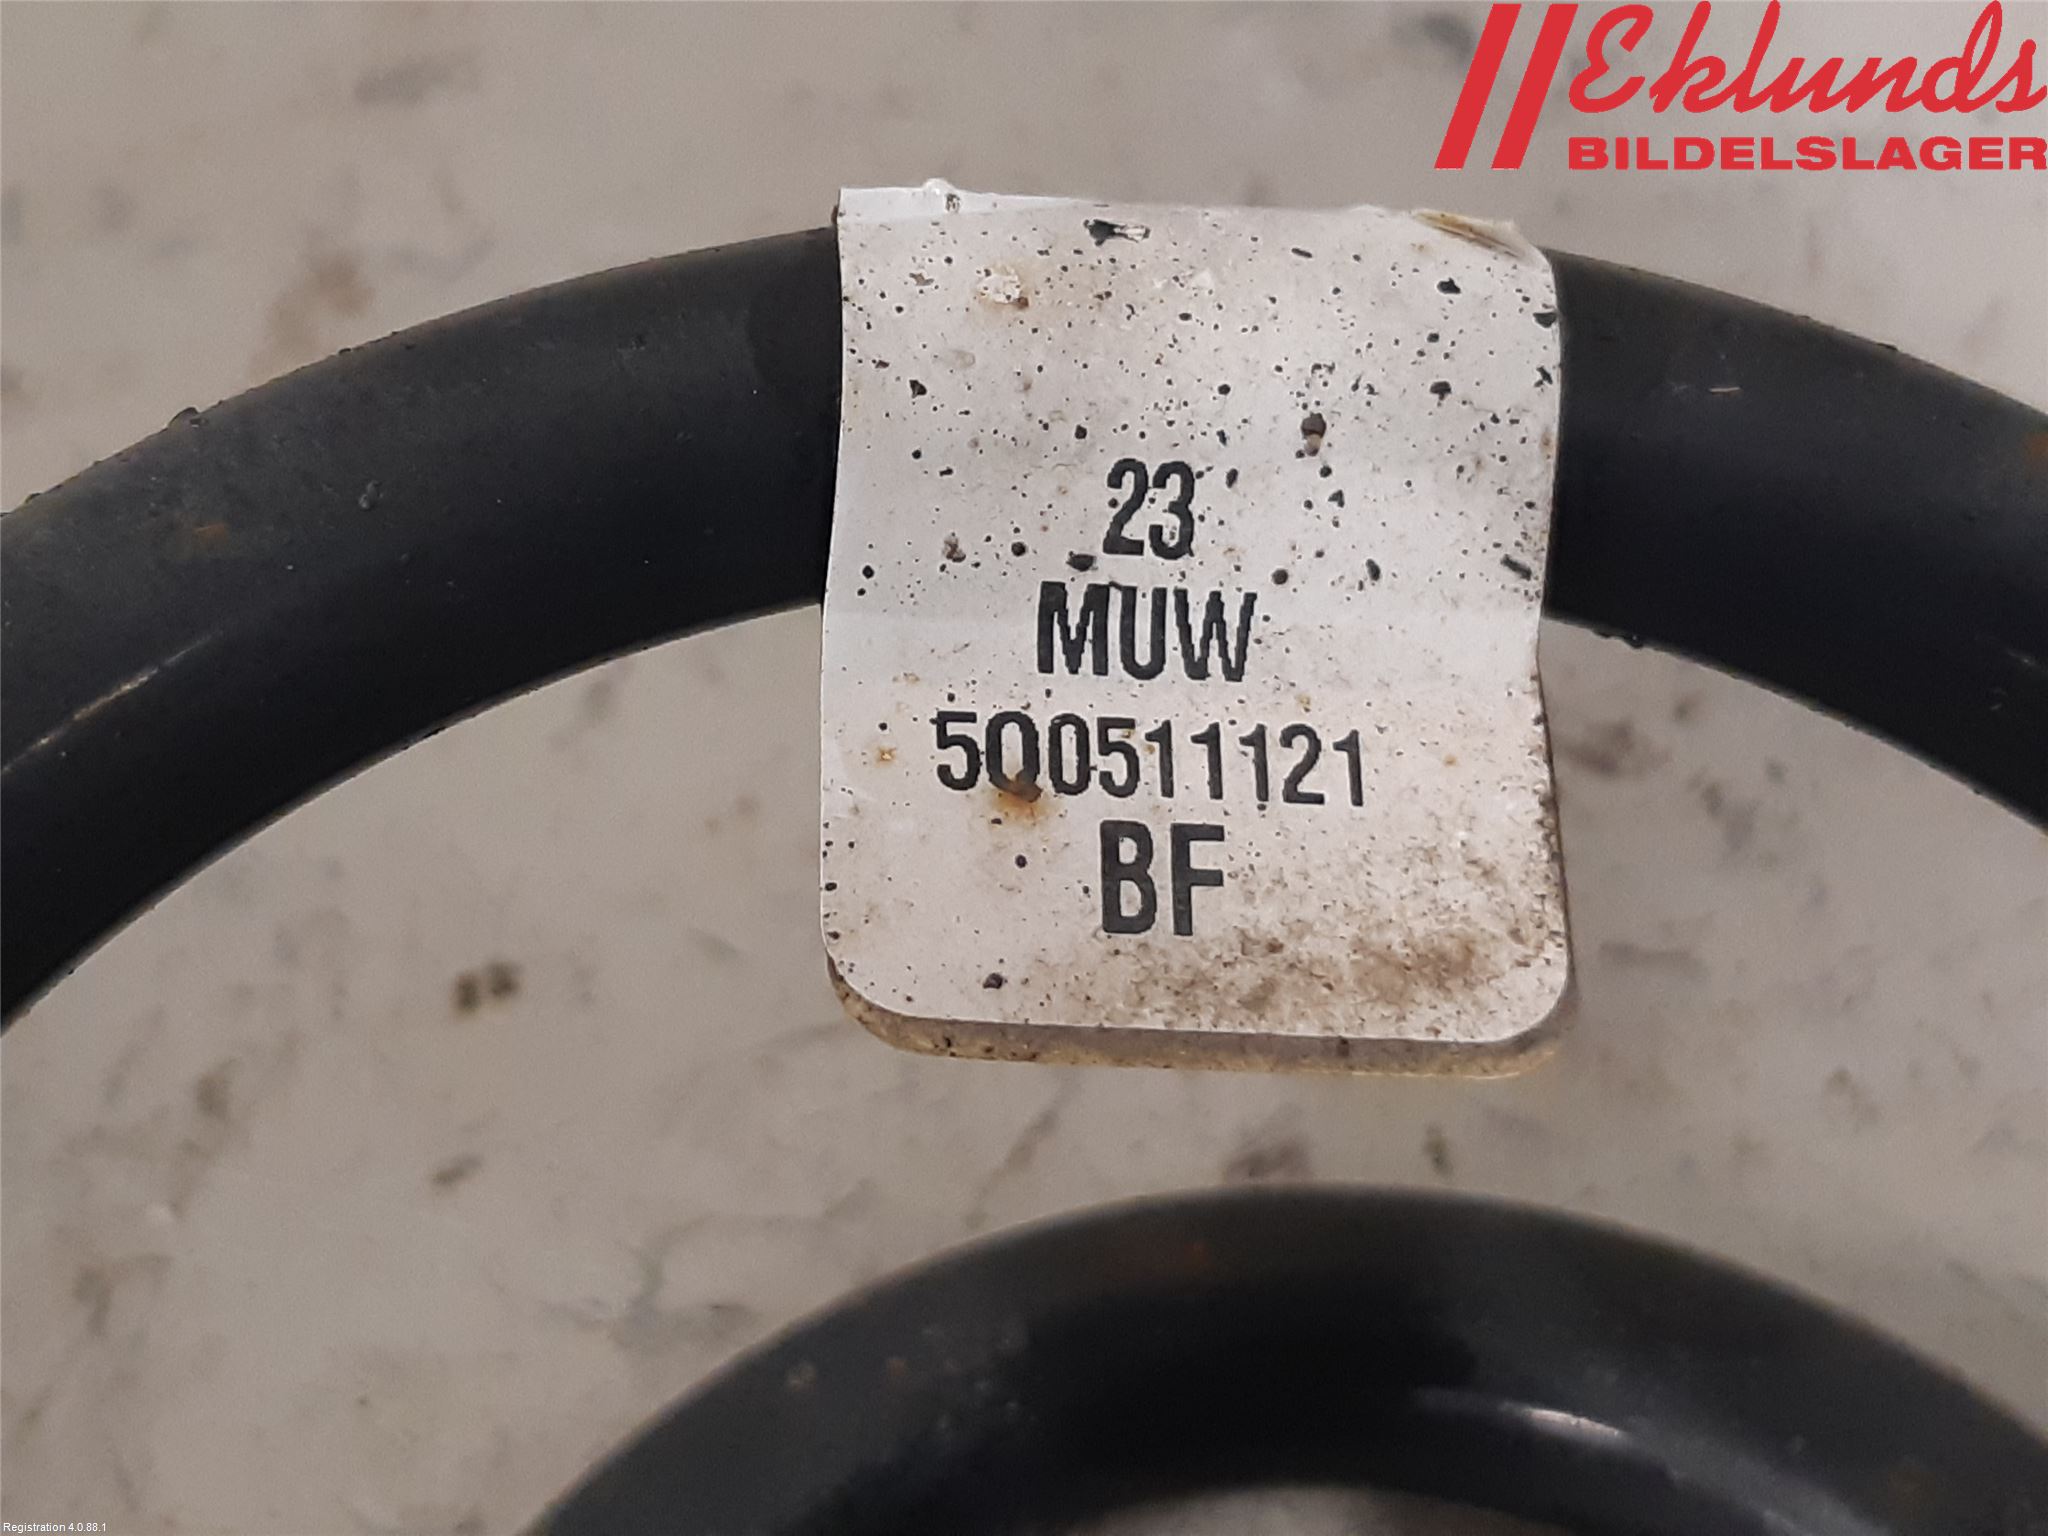 Eklunds
BILDELSLAGER
23
MUW
5Q0511121
BF
Registration 4.0.88.1